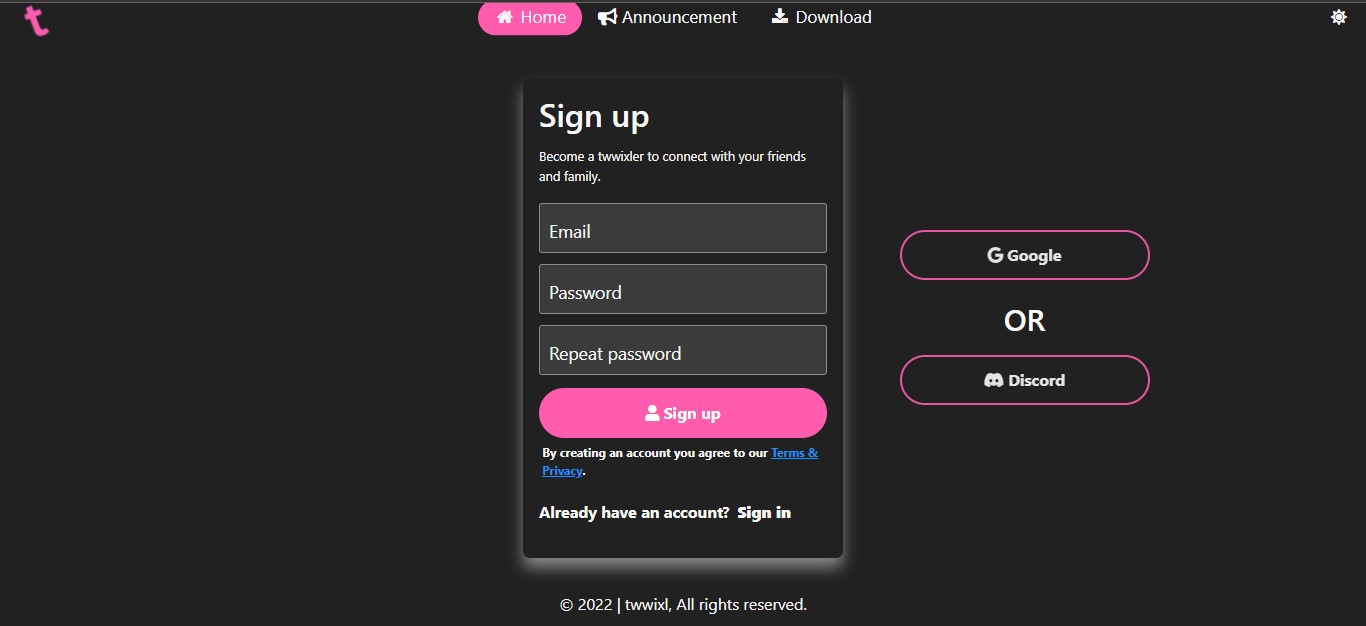 t
Home Announcement Download
Sign up
Become a twwixler to connect with your friends
and family.
Email
Password
Repeat password
Sign up
By creating an account you agree to our Terms &
Privacy.
Already have an account? Sign in
Google
OR
Discord
© 2022 | twwixl, All rights reserved.